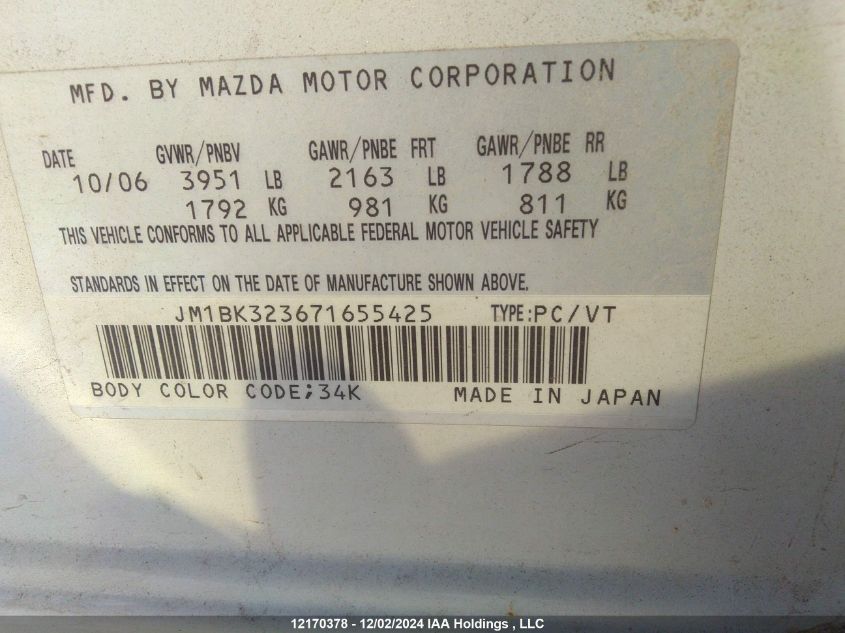 MFD. BY MAZDA MOTOR CORPORATION
DATE GVWR/PNBV GAWR/PNBE FRT GAWR/PNBE RR
10/06 3951 LB 2163 LB 1788 LB
1792 KG 981 KG 811 KG
THIS VEHICLE CONFORMS TO ALL APPLICABLE FEDERAL MOTOR VEHICLE SAFETY
STANDARDS IN EFFECT ON THE DATE OF MANUFACTURE SHOWN ABOVE.
JM1BK323671655425 TYPE:PC/VT
BODY COLOR CODE;34K MADE IN JAPAN
12170378 - 12/02/2024 IAA Holdings , LLC